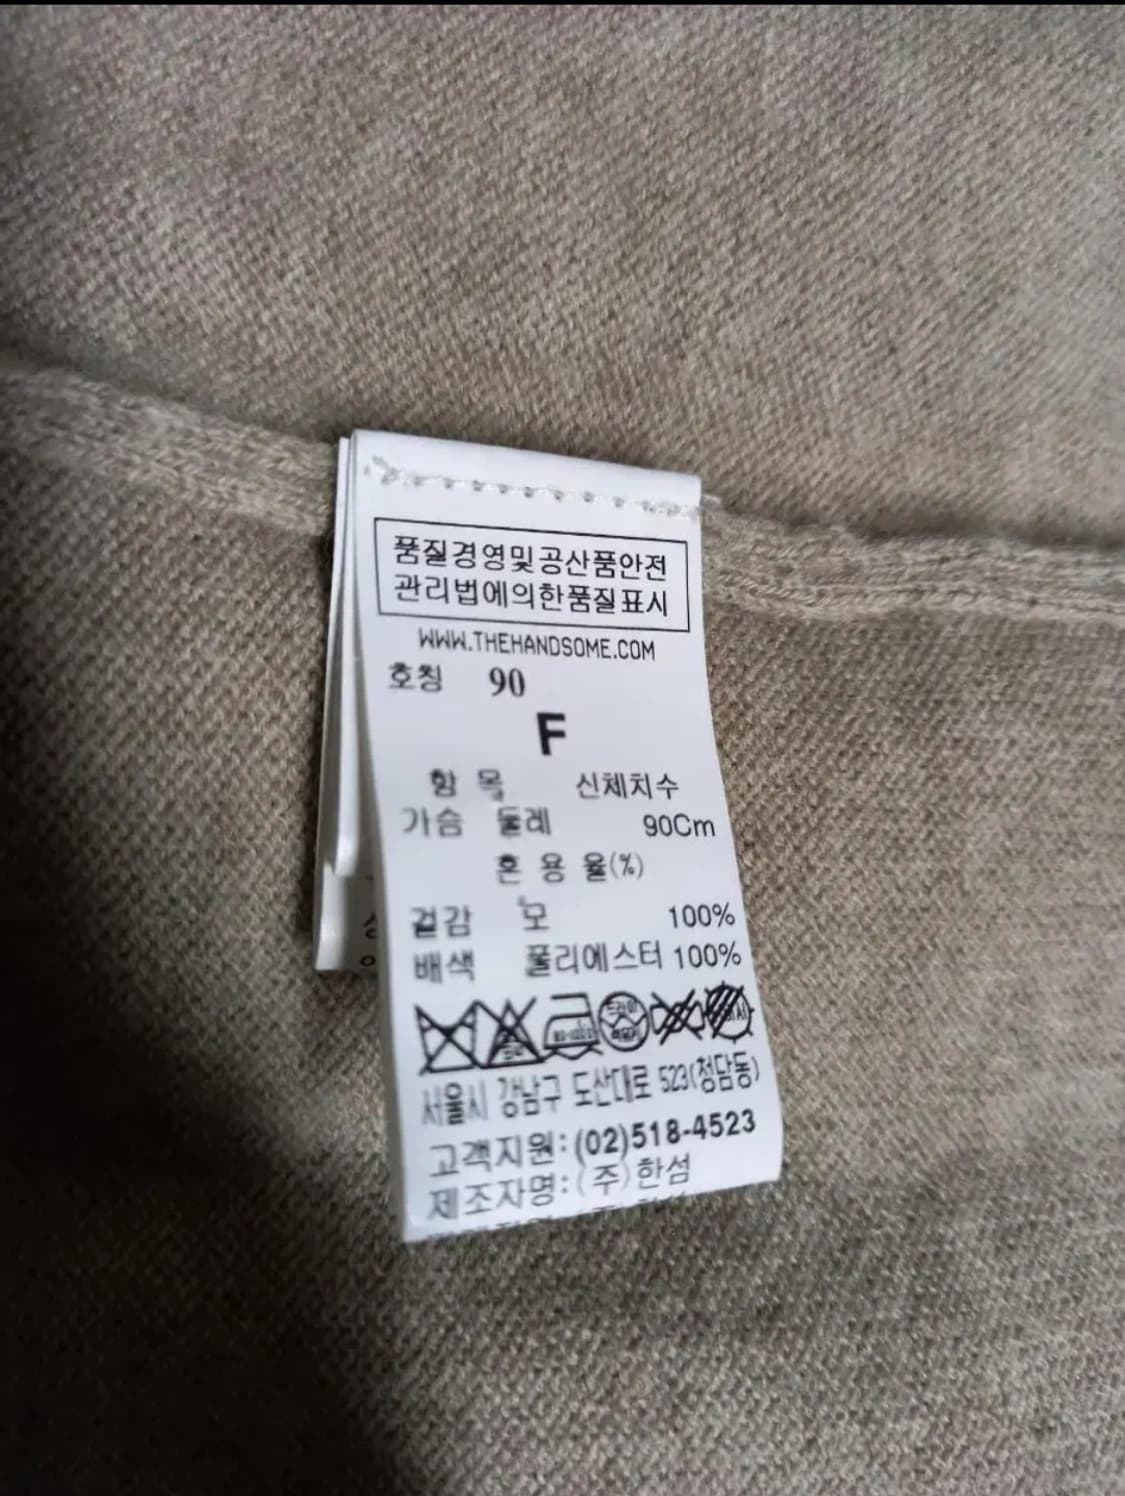 품질경영및공산품안전
관리법에의한품질표시
WWW.THEHANDSOME.COM
호칭 90
F
항 목 신체치수
가슴 둘레 90Cm
혼 용 율(%)
겉감 모 100%
배색 폴리에스터 100%
드라이
서울시 강남구 도산대로 523(청담동)
고객지원:(02)518-4523
제조자명:(주)한섬